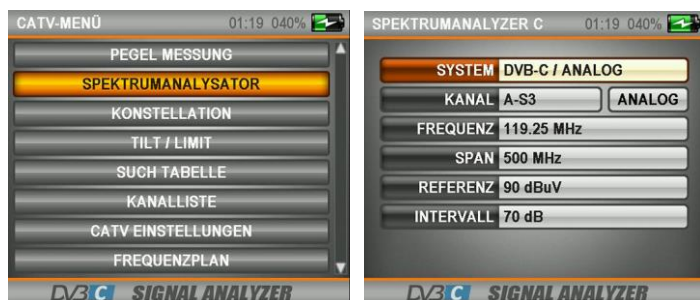 CATV-MENÜ 01:19 040%
PEGEL MESSUNG
SPEKTRUMANALYSATOR
KONSTELLATION
TILT / LIMIT
SUCH TABELLE
KANALLISTE
CATV EINSTELLUNGEN
FREQUENZPLAN
DVB C SIGNAL ANALYZER
SPEKTRUMANALYZER C 01:19 040%
SYSTEM DVB-C / ANALOG
KANAL A-S3 ANALOG
FREQUENZ 119.25 MHz
SPAN 500 MHz
REFERENZ 90 dBuV
INTERVALL 70 dB
DVB C SIGNAL ANALYZER